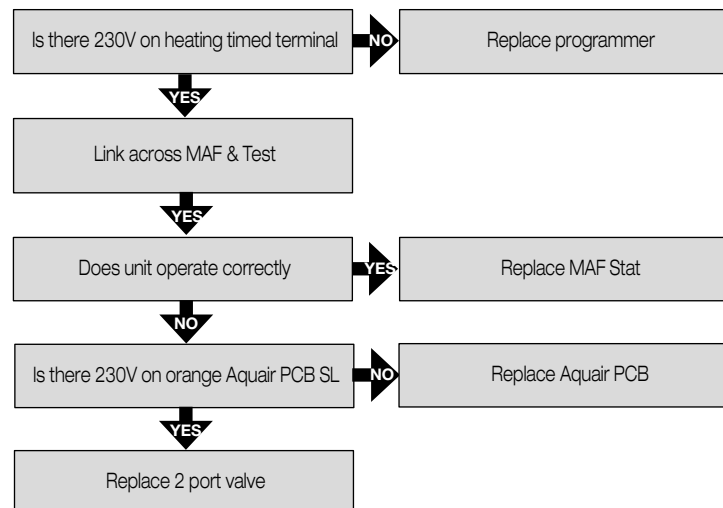 Is there 230V on heating timed terminal
NO
Replace programmer
YES
Link across MAF & Test
YES
Does unit operate correctly
YES
Replace MAF Stat
NO
Is there 230V on orange Aquair PCB SL
NO
Replace Aquair PCB
YES
Replace 2 port valve